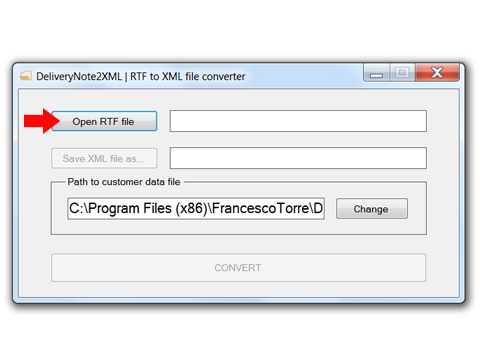 DeliveryNote2XML | RTF to XML file converter
Open RTF file
Save XML file as...
Path to customer data file
C:\Program Files (x86)\FrancescoTorre\D
Change
CONVERT